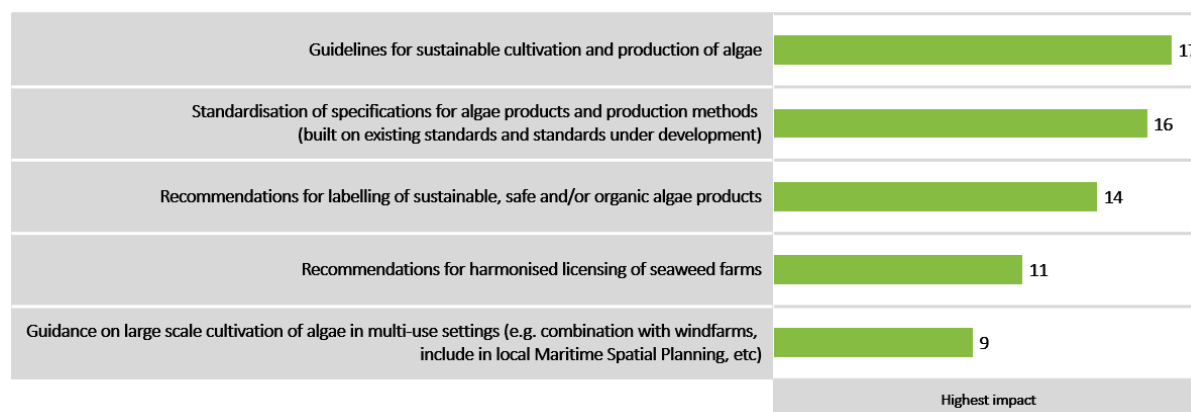 Guidelines for sustainable cultivation and production of algae
17
Standardisation of specifications for algae products and production methods
(built on existing standards and standards under development)
16
Recommendations for labelling of sustainable, safe and/or organic algae products
14
Recommendations for harmonised licensing of seaweed farms
11
Guidance on large scale cultivation of algae in multi-use settings (e.g. combination with windfarms,
include in local Maritime Spatial Planning, etc)
9
Highest impact